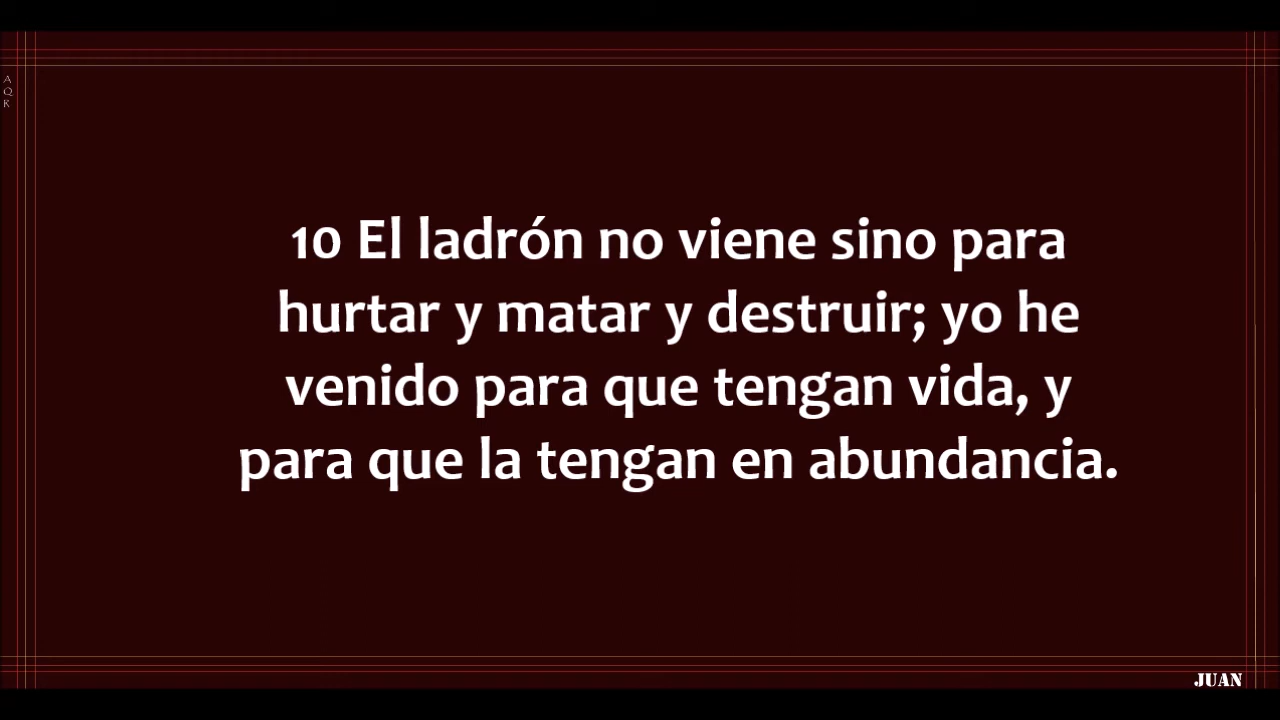 A
Q
R
10 El ladrón no viene sino para
hurtar y matar y destruir; yo he
venido para que tengan vida, y
para que la tengan en abundancia.
JUAN